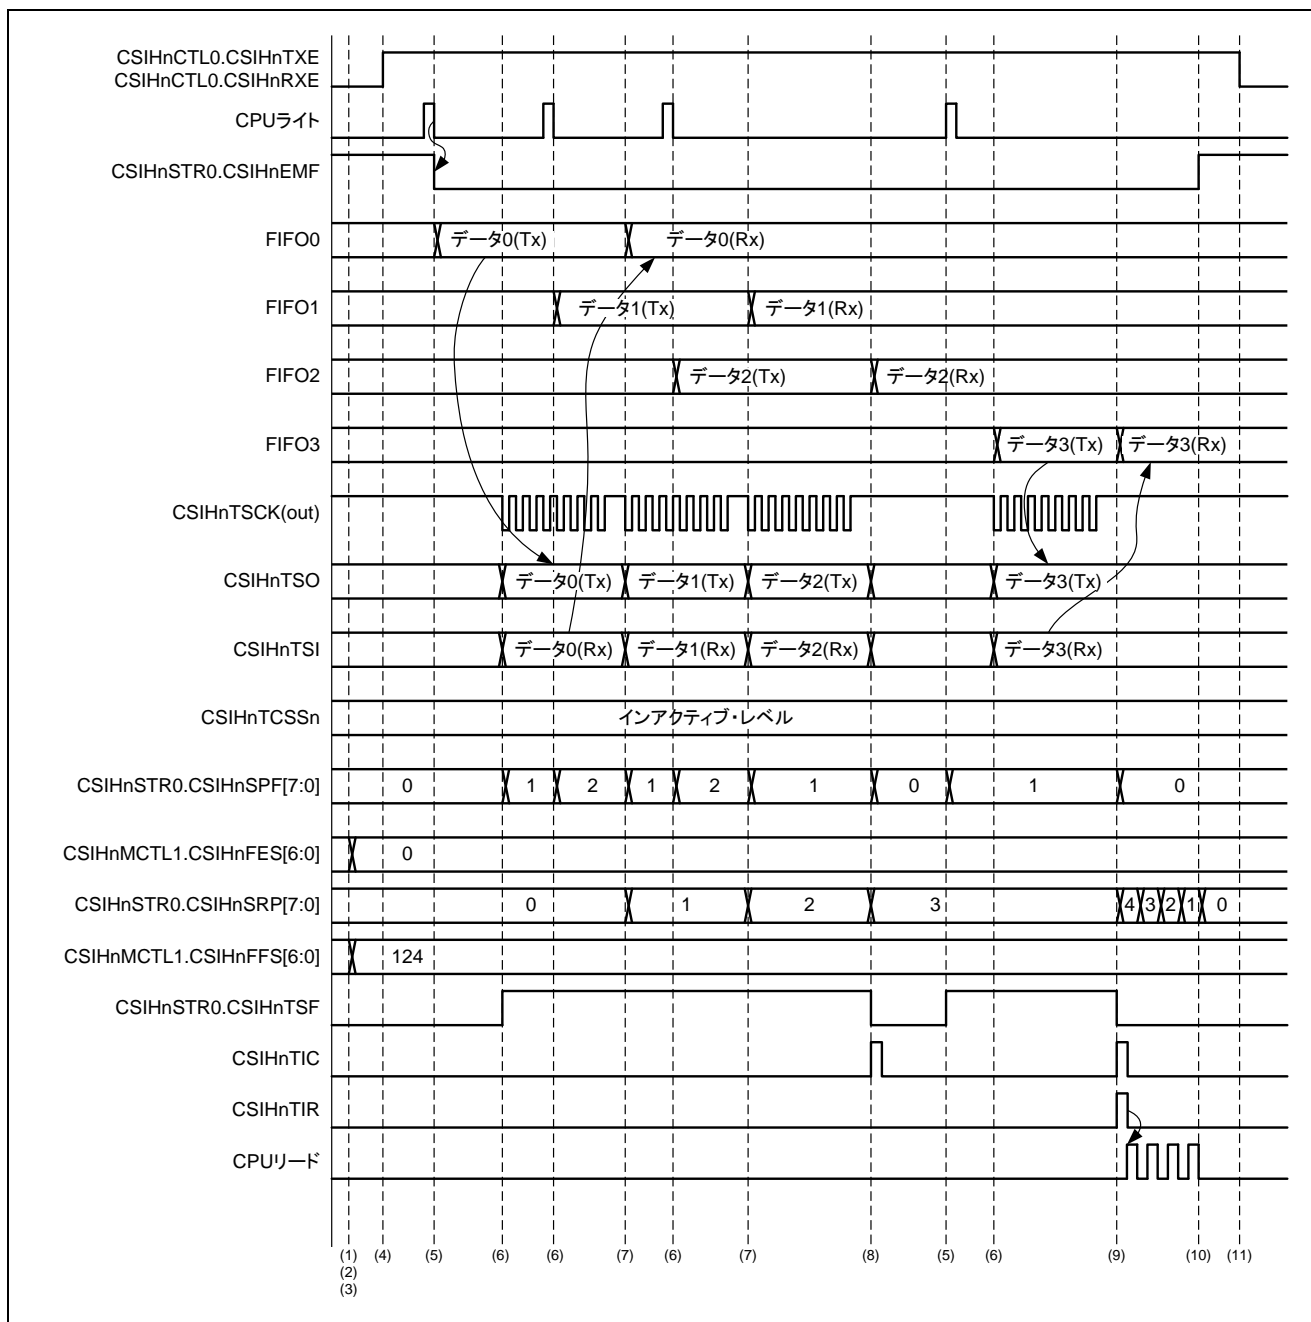 CSIHnCTL0.CSIHnTXE
CSIHnCTL0.CSIHnRXE
CPUライト
CSIHnSTR0.CSIHnEMF
FIFO0 データ0(Tx) データ0(Rx)
FIFO1 データ1(Tx) データ1(Rx)
FIFO2 データ2(Tx) データ2(Rx)
FIFO3 データ3(Tx) データ3(Rx)
CSIHnTSCK(out)
CSIHnTSO データ0(Tx) データ1(Tx) データ2(Tx) データ3(Tx)
CSIHnTSI データ0(Rx) データ1(Rx) データ2(Rx) データ3(Rx)
CSIHnTCSSn インアクティブ・レベル
CSIHnSTR0.CSIHnSPF[7:0] 0 1 2 1 2 1 0 1 0
CSIHnMCTL1.CSIHnFES[6:0] 0
CSIHnSTR0.CSIHnSRP[7:0] 0 1 2 3 4 3 2 1 0
CSIHnMCTL1.CSIHnFFS[6:0] 124
CSIHnSTR0.CSIHnTSF
CSIHnTIC
CSIHnTIR
CPUリード
(1) (4) (5) (6) (6) (7) (6) (7) (8) (5) (6) (9) (10) (11)
(2)
(3)